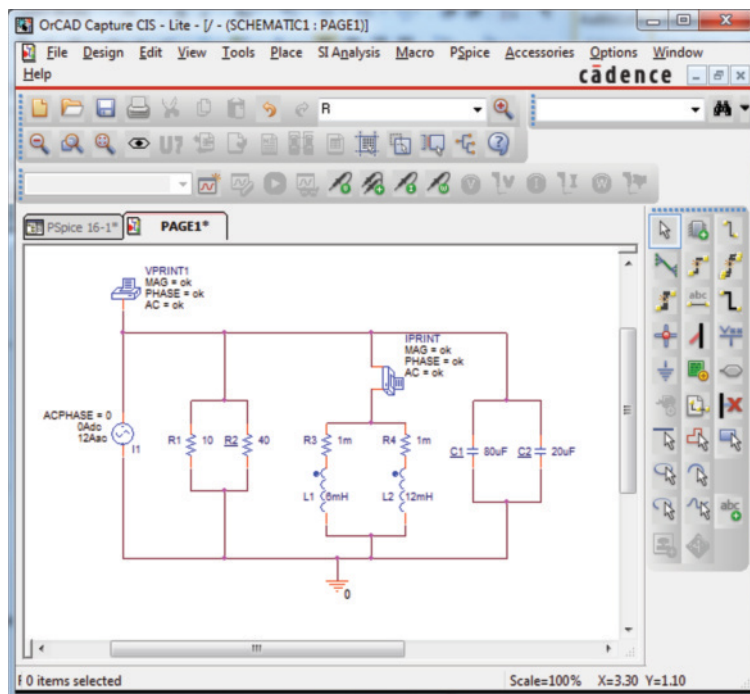 OrCAD Capture CIS - Lite - [/ - (SCHEMATIC1 : PAGE1)]
File Design Edit View Tools Place SI Analysis Macro PSpice Accessories Options Window
Help
cādence
R
U?
V
V
I
I
W
PSpice 16-1*
PAGE1*
VPRINT1
MAG = ok
PHASE = ok
AC = ok
IPRINT
MAG = ok
PHASE = ok
AC = ok
ACPHASE = 0
0Adc
12Aac
I1
R1 10 R2 40
R3 1m R4 1m
C1 80uF C2 20uF
L1 6mH L2 12mH
0
abc
Vss
abc
F 0 items selected
Scale=100% X=3.30 Y=1.10